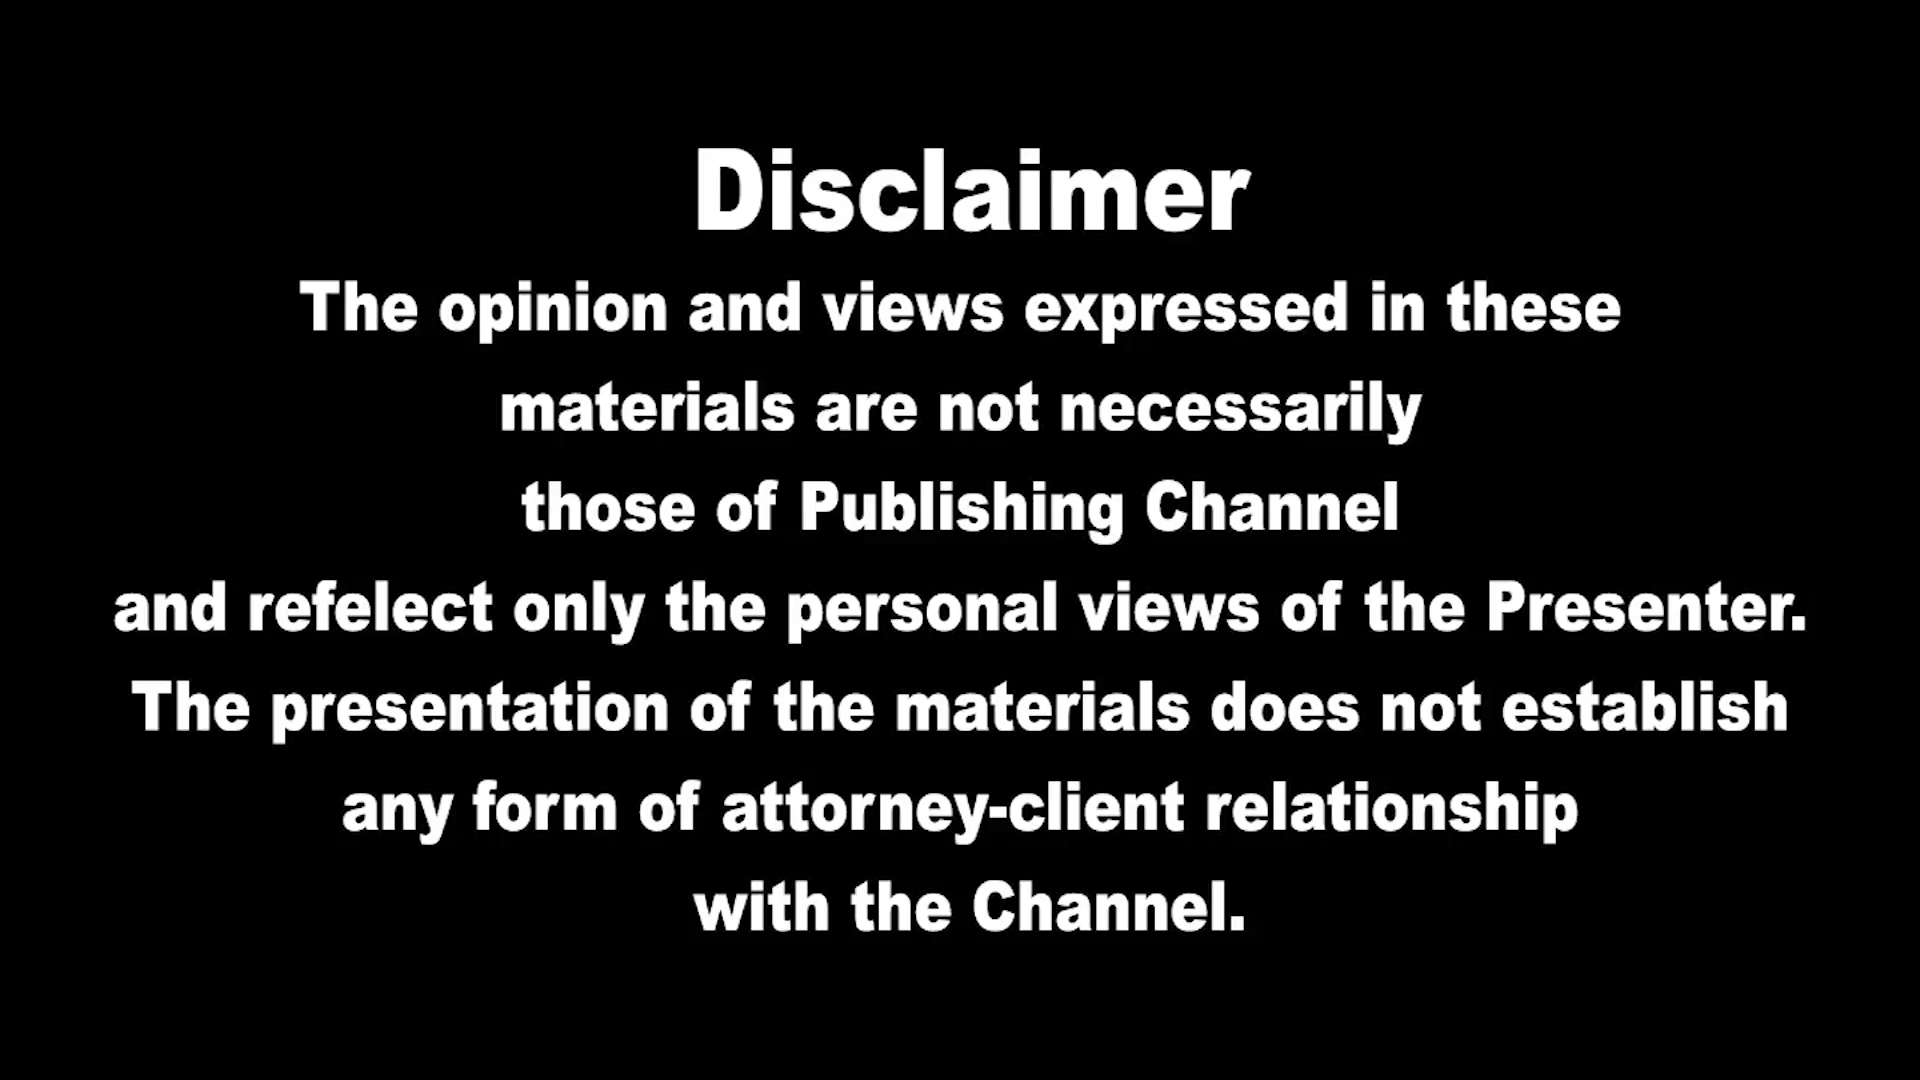 Disclaimer
The opinion and views expressed in these
materials are not necessarily
those of Publishing Channel
and refelect only the personal views of the Presenter.
The presentation of the materials does not establish
any form of attorney-client relationship
with the Channel.